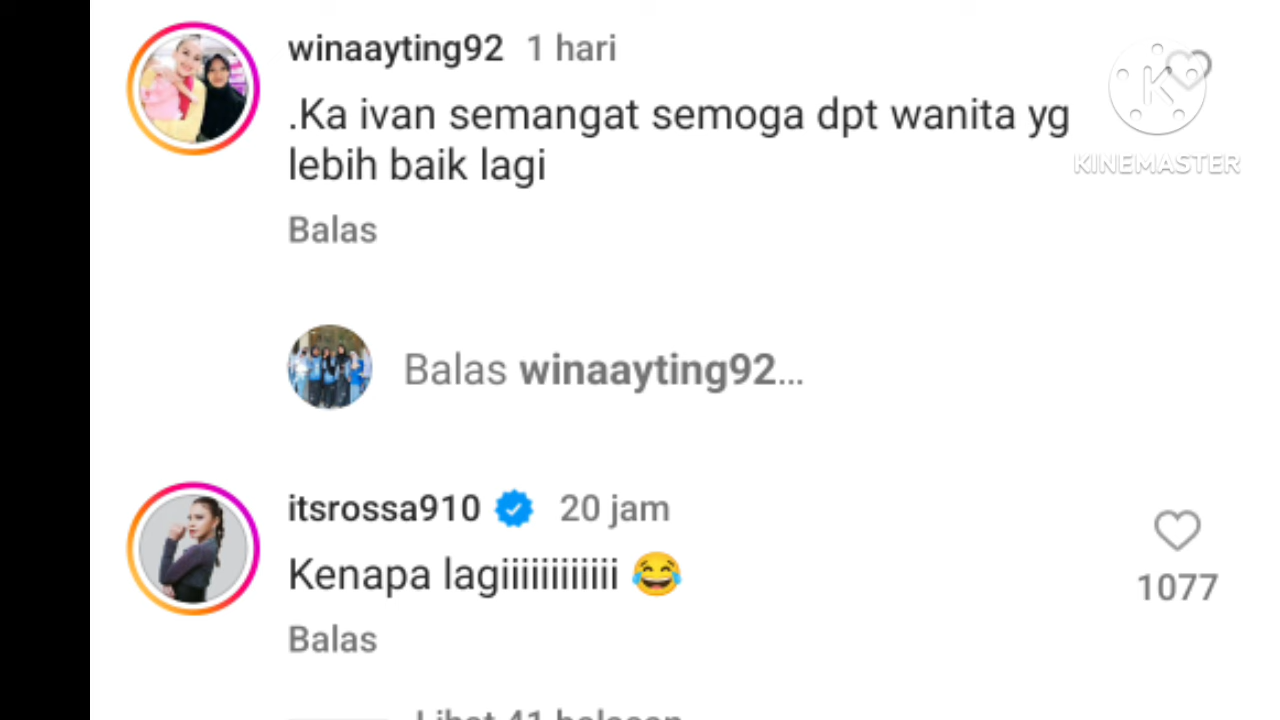 winaayting92 1 hari
.Ka ivan semangat semoga dpt wanita yg
lebih baik lagi
Balas
K
KINEMASTER
Balas winaayting92...
itsrossa910 20 jam
Kenapa lagiiiiiiiiiiiii 😂
1077
Balas
Lihat 41 balasan